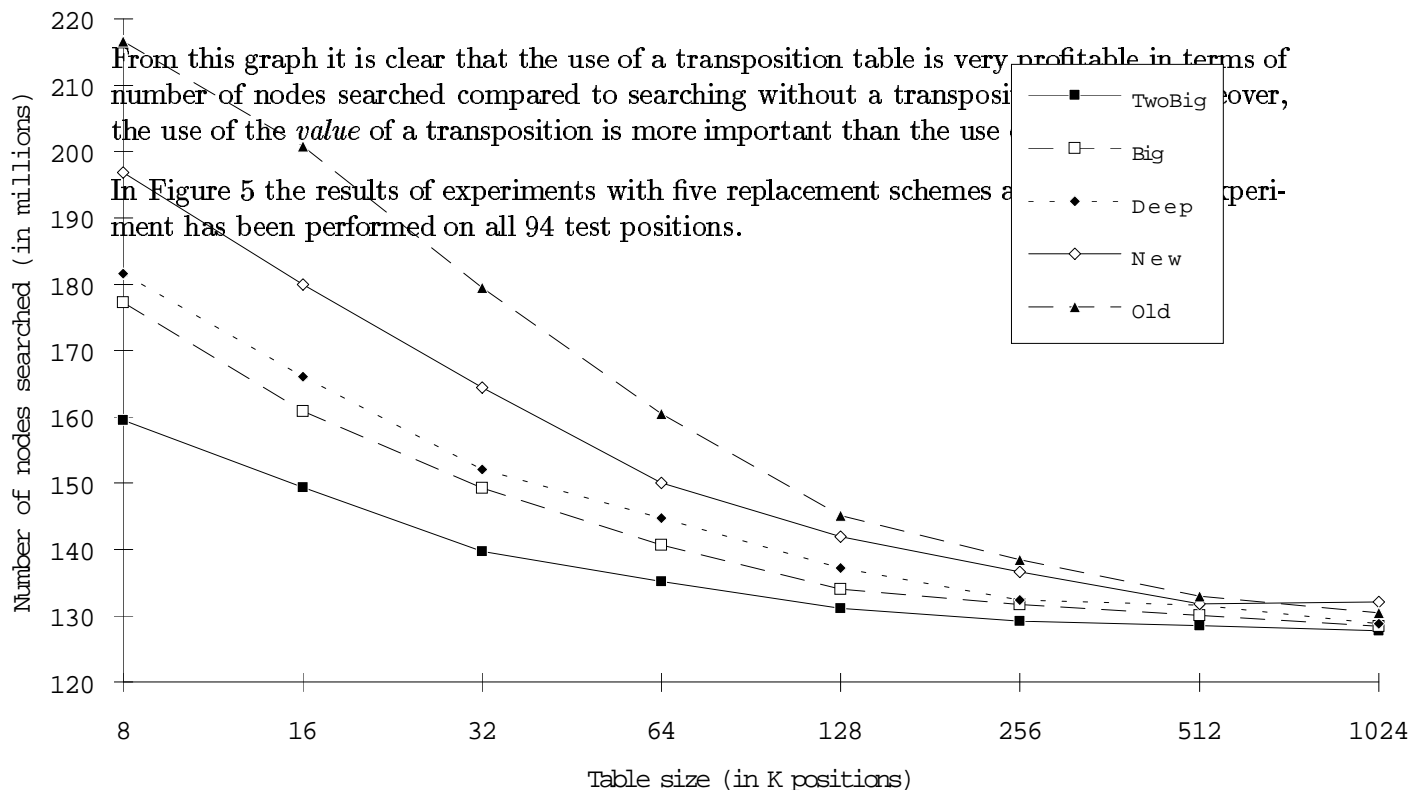 220
210
200
190
180
170
160
150
140
130
120
Number of nodes searched (in millions)
From this graph it is clear that the use of a transposition table is very profitable in terms of
number of nodes searched compared to searching without a
the use of the value of a transposition is more important than the use
In Figure 5 the results of experiments with five replacement schemes
ment has been performed on all 94 test positions.
TwoBig
Big
Deep
New
Old
8 16 32 64 128 256 512 1024
Table size (in K positions)